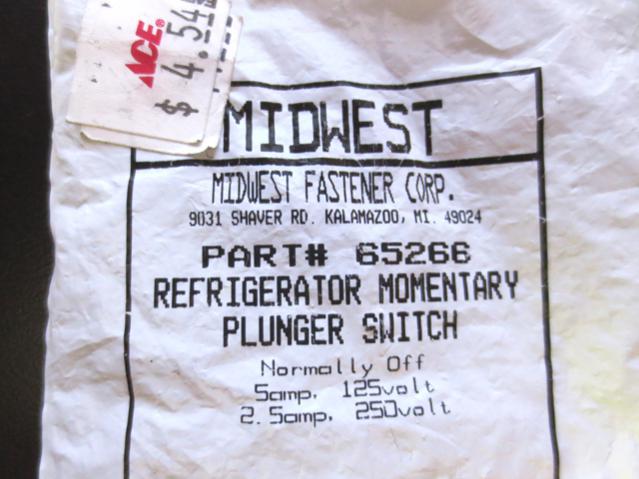 ACE®
$ 4.54
MIDWEST
MIDWEST FASTENER CORP.
9031 SHAVER RD. KALAMAZOO, MI. 49024
PART# 65266
REFRIGERATOR MOMENTARY
PLUNGER SWITCH
Normally Off
5amp. 125volt
2.5amp. 250volt